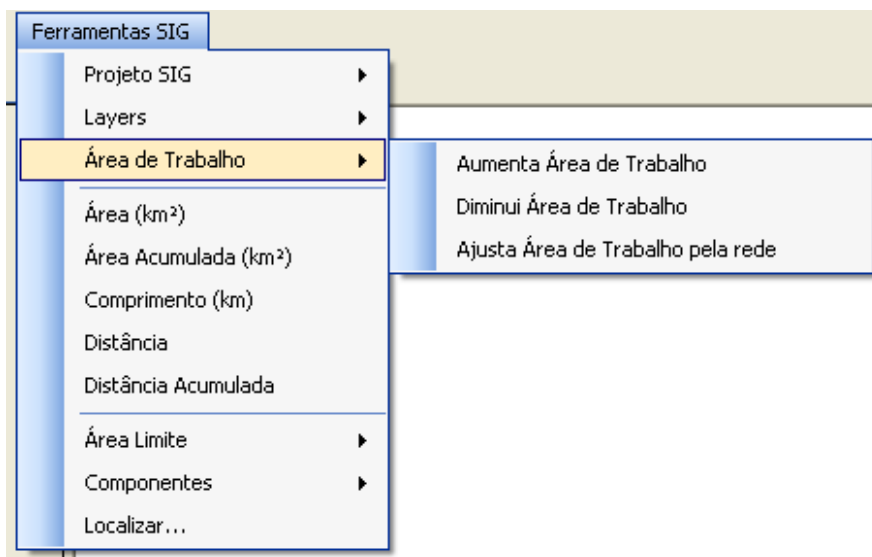 Ferramentas SIG
Projeto SIG
Layers
Área de Trabalho
Aumenta Área de Trabalho
Diminui Área de Trabalho
Ajusta Área de Trabalho pela rede
Área (km²)
Área Acumulada (km²)
Comprimento (km)
Distância
Distância Acumulada
Área Limite
Componentes
Localizar...